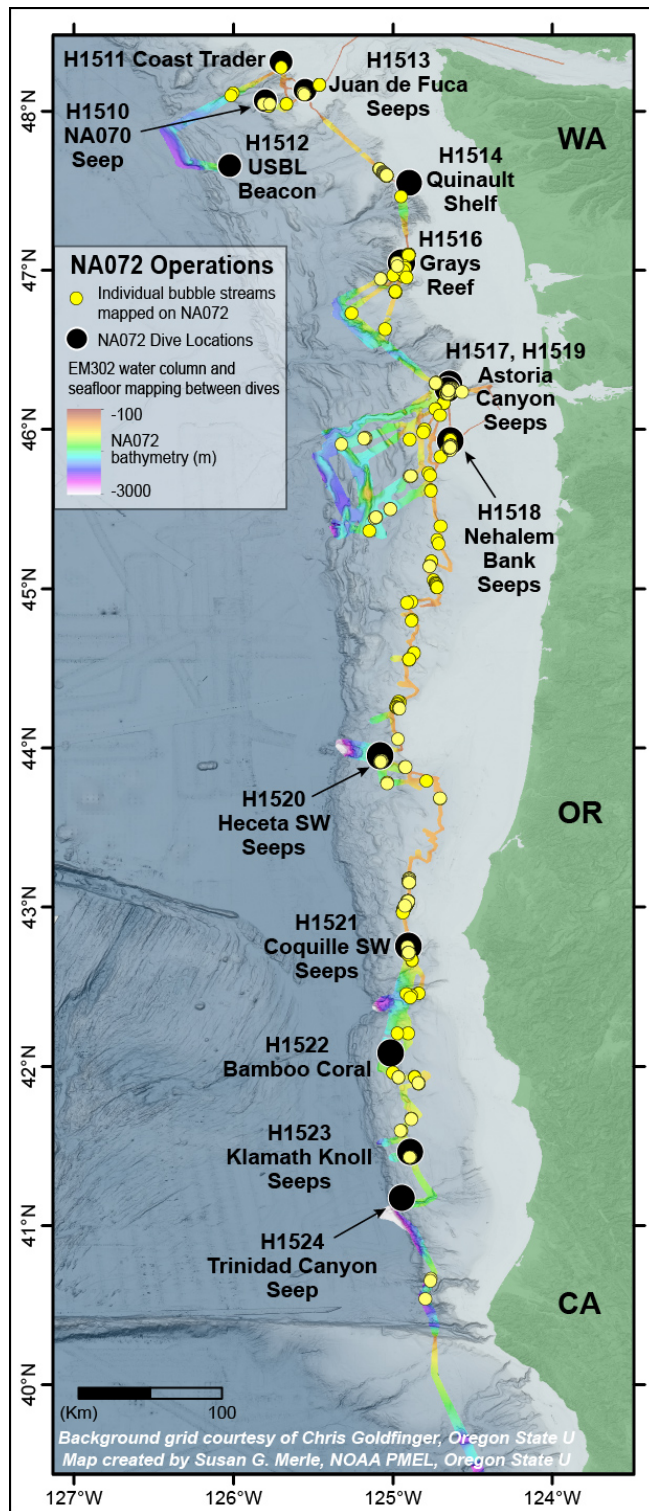 H1511 Coast Trader
H1513
Juan de Fuca
Seeps
H1510
NA070
Seep
H1512
USBL
Beacon
WA
H1514
Quinault
Shelf
H1516
Grays
Reef
NA072 Operations
Individual bubble streams
mapped on NA072
NA072 Dive Locations
EM302 water column and
seafloor mapping between dives
-100
NA072
bathymetry (m)
-3000
H1517, H1519
Astoria
Canyon
Seeps
H1518
Nehalem
Bank
Seeps
H1520
Heceta SW
Seeps
OR
H1521
Coquille SW
Seeps
H1522
Bamboo Coral
H1523
Klamath Knoll
Seeps
H1524
Trinidad Canyon
Seep
CA
(Km)
100
Background grid courtesy of Chris Goldfinger, Oregon State U
Map created by Susan G. Merle, NOAA PMEL, Oregon State U
48°N
47°N
46°N
45°N
44°N
43°N
42°N
41°N
40°N
127°W
126°W
125°W
124°W